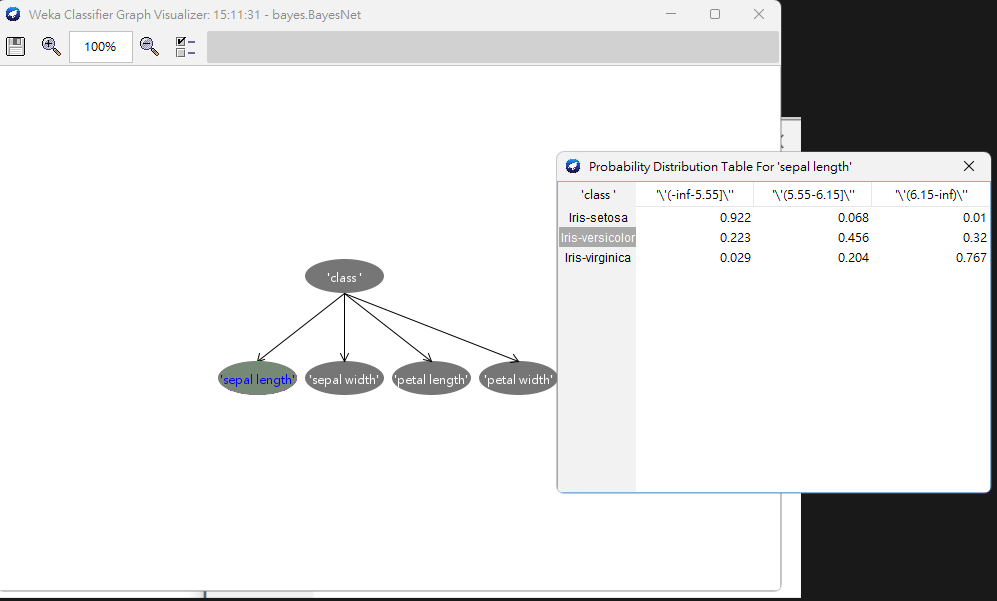 Weka Classifier Graph Visualizer: 15:11:31 - bayes.BayesNet
100%
Probability Distribution Table For 'sepal length'
'class ' '\'(-inf-5.55]\'' '\'(5.55-6.15]\'' '\'(6.15-inf)\''
Iris-setosa 0.922 0.068 0.01
Iris-versicolor 0.223 0.456 0.32
Iris-virginica 0.029 0.204 0.767
'class '
'sepal length' 'sepal width' 'petal length' 'petal width'